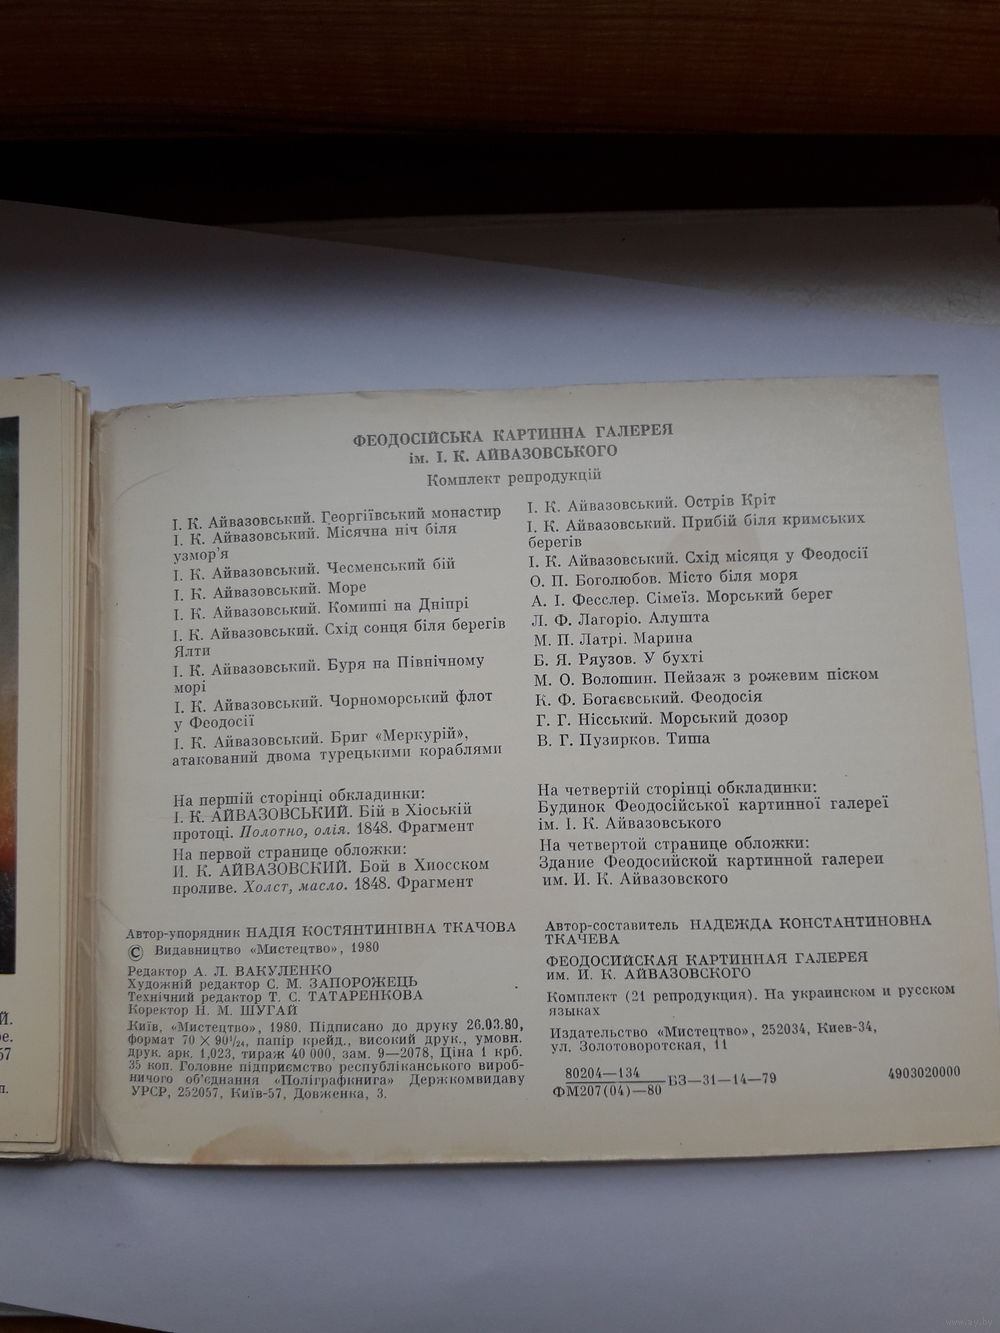 ФЕОДОСІЙСЬКА КАРТИННА ГАЛЕРЕЯ
ім. І. К. АЙВАЗОВСЬКОГО
Комплект репродукцій
І. К. Айвазовський. Георгіївський монастир
І. К. Айвазовський. Місячна ніч біля
узмор'я
І. К. Айвазовський. Чесменський бій
І. К. Айвазовський. Море
І. К. Айвазовський. Комиші на Дніпрі
І. К. Айвазовський. Схід сонця біля берегів
Ялти
І. К. Айвазовський. Буря на Північному
морі
І. К. Айвазовський. Чорноморський флот
у Феодосії
І. К. Айвазовський. Бриг «Меркурій»,
атакований двома турецькими кораблями
І. К. Айвазовський. Острів Кріт
І. К. Айвазовський. Прибій біля кримських
берегів
І. К. Айвазовський. Схід місяця у Феодосії
О. П. Боголюбов. Місто біля моря
А. І. Фесслер. Сімеїз. Морський берег
Л. Ф. Лагоріо. Алушта
М. П. Латрі. Марина
Б. Я. Ряузов. У бухті
М. О. Волошин. Пейзаж з рожевим піском
К. Ф. Богаєвський. Феодосія
Г. Г. Нісський. Морський дозор
В. Г. Пузирков. Тиша
На першій сторінці обкладинки:
І. К. АЙВАЗОВСЬКИЙ. Бій в Хіоській
протоці. Полотно, олія. 1848. Фрагмент
На первой странице обложки:
И. К. АЙВАЗОВСКИЙ. Бой в Хиосском
проливе. Холст, масло. 1848. Фрагмент
На четвертій сторінці обкладинки:
Будинок Феодосійської картинної галереї
ім. І. К. Айвазовського
На четвертой странице обложки:
Здание Феодосийской картинной галереи
им. И. К. Айвазовского
Автор-упорядник НАДІЯ КОСТЯНТИНІВНА ТКАЧОВА
© Видавництво «Мистецтво», 1980
Редактор А. Л. ВАКУЛЕНКО
Художній редактор С. М. ЗАПОРОЖЕЦЬ
Технічний редактор Т. С. ТАТАРЕНКОВА
Коректор Н. М. ШУГАЙ
Київ, «Мистецтво», 1980. Підписано до друку 26.03.80,
формат 70 × 90¹/₂₄, папір крейд., високий друк., умовн.
друк. арк. 1,023, тираж 40 000, зам. 9—2078, Ціна 1 крб.
35 коп. Головне підприємство республіканського вироб-
ничого об'єднання «Поліграфкнига» Держкомвидаву
УРСР, 252057, Київ-57, Довженка, 3.
Автор-составитель НАДЕЖДА КОНСТАНТИНОВНА
ТКАЧЕВА
ФЕОДОСИЙСКАЯ КАРТИННАЯ ГАЛЕРЕЯ
им. И. К. АЙВАЗОВСКОГО
Комплект (21 репродукция). На украинском и русском
языках
Издательство «Мистецтво», 252034, Киев-34,
ул. Золотоворотская, 11
80204—134
ФМ207(04)—80
БЗ—31—14—79
4903020000
Й.
57
www.ay.by